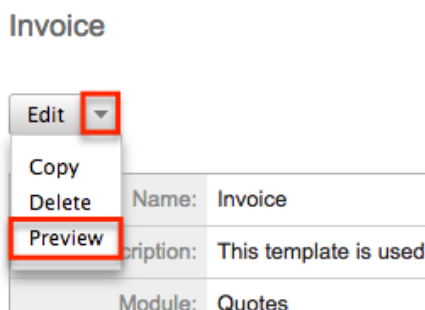 Invoice
Edit
Copy
Delete
Preview
Name: Invoice
cription: This template is used
Module: Quotes